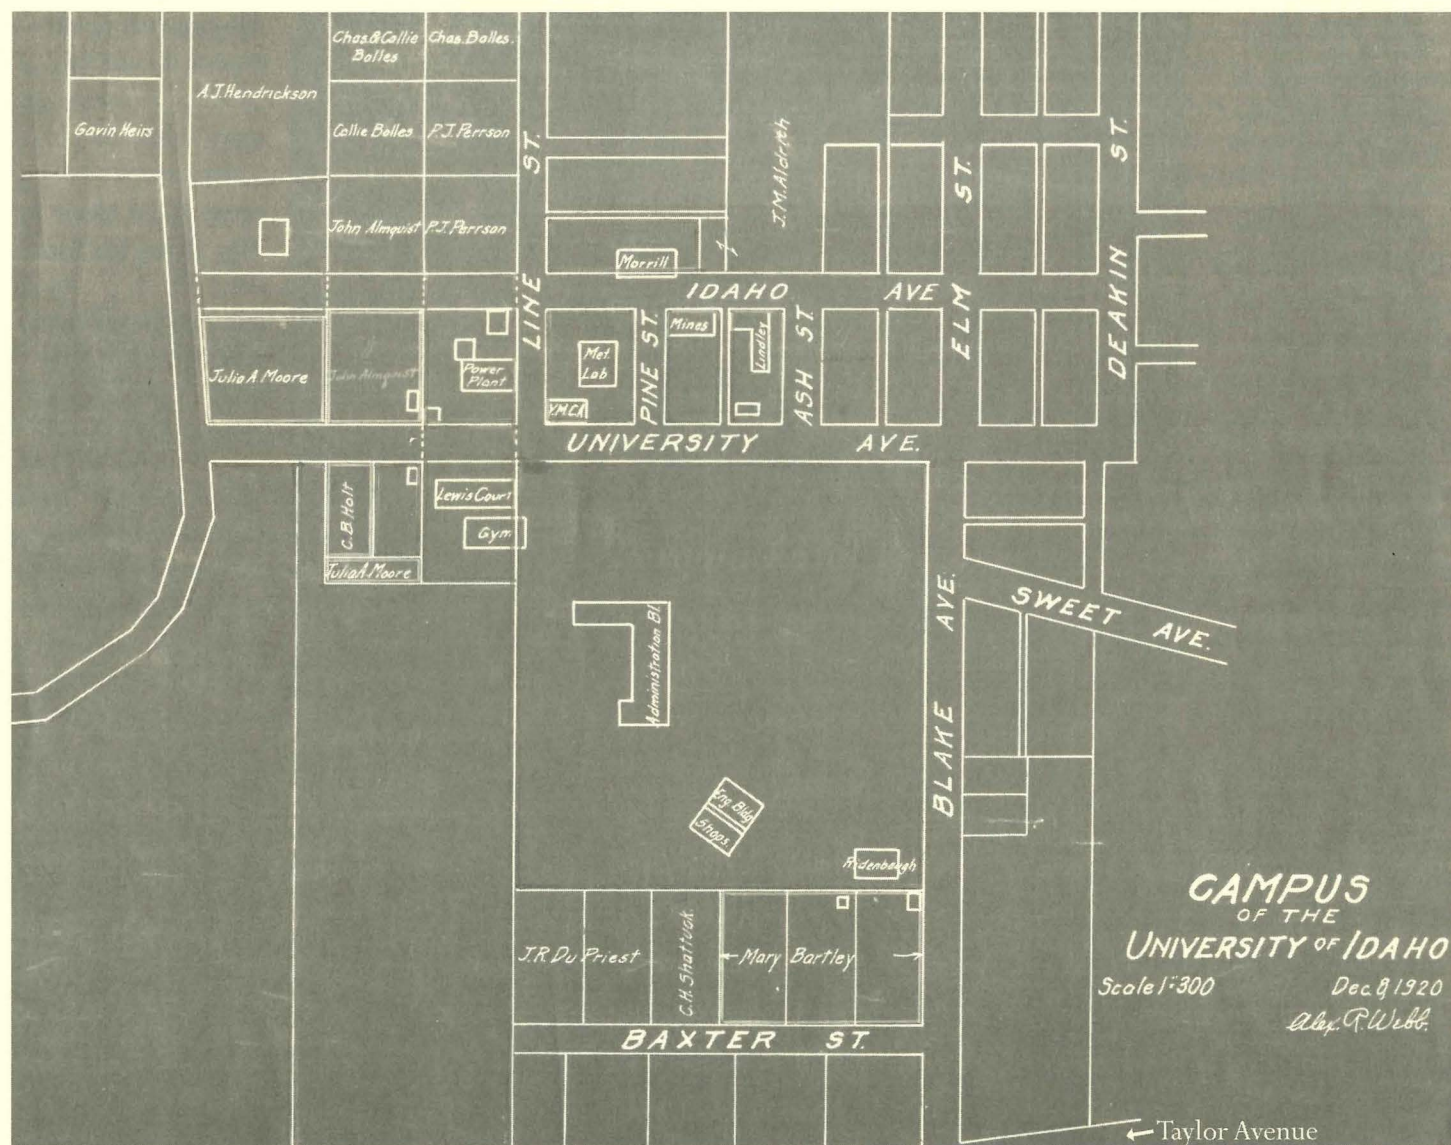 Chas.&Callie
Bolles
Chas. Bolles.
A.J. Hendrickson
Gavin Heirs
Callie Bolles
P.J. Perrson
John Almquist
P.J. Perrson
LINE ST.
J.M. Aldrith
ELM ST.
DEAKIN ST.
Morrill
IDAHO AVE
Julia A. Moore
John Almquist
Power
Plant
Met.
Lab
Y.M.C.A
PINE ST.
Mines
Lindley
ASH ST.
UNIVERSITY AVE.
C.B. Holt
Julia A. Moore
Lewis Court
Gym.
Administration Bl.
BLAKE AVE.
SWEET AVE.
Eng. Bldg
Shops.
Ridenbaugh
J.R. Du Priest
C.H. Shattuck.
Mary Bartley
BAXTER ST.
CAMPUS
OF THE
UNIVERSITY OF IDAHO
Scale 1"=300
Dec. 8, 1920
Alex. R. Webb.
Taylor Avenue